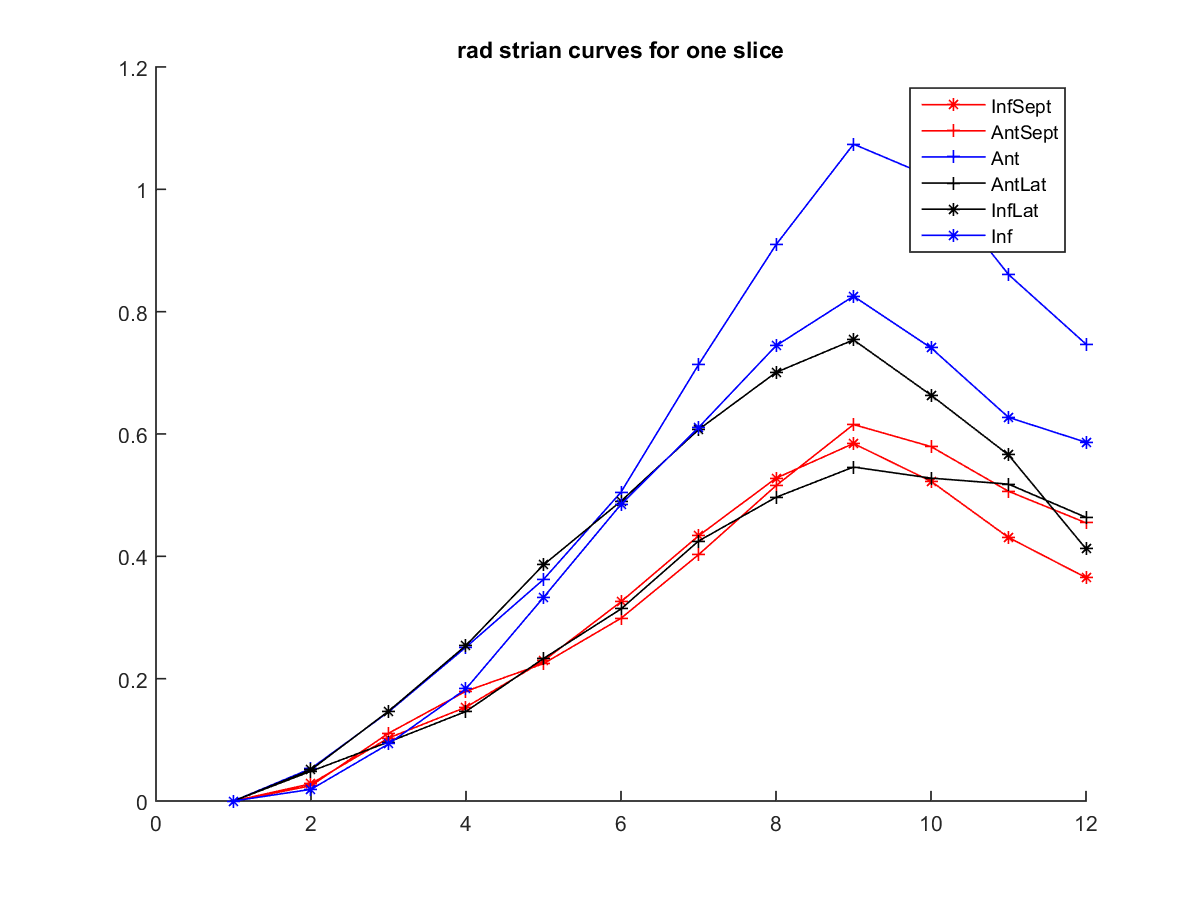 rad strian curves for one slice
1.2
1
0.8
0.6
0.4
0.2
0
InfSept
AntSept
Ant
AntLat
InfLat
Inf
0 2 4 6 8 10 12